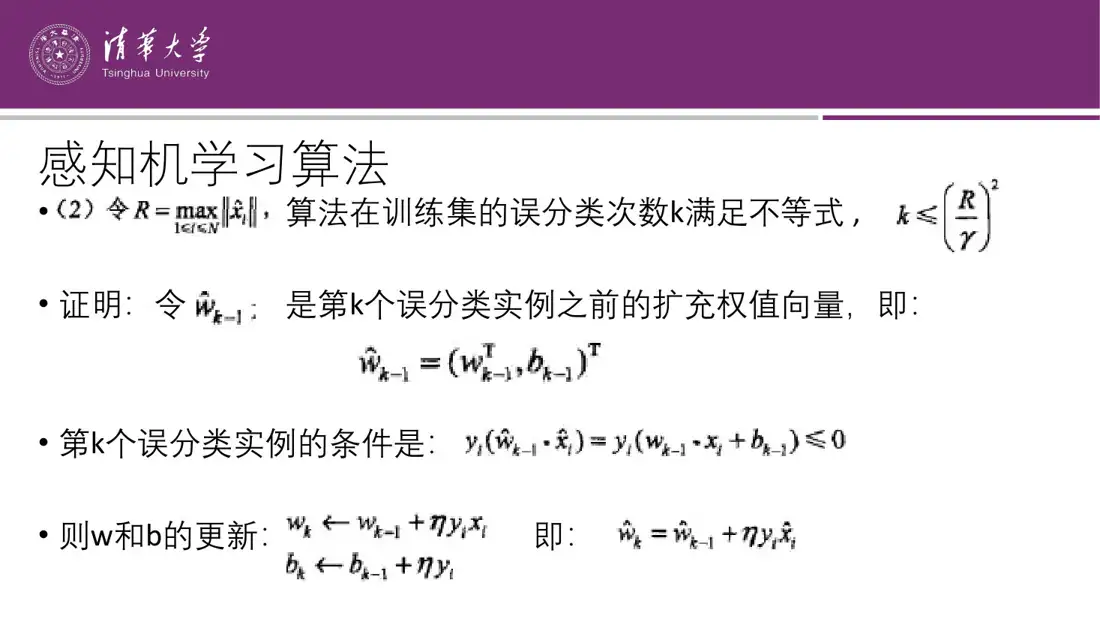 清华大学
Tsinghua University
感知机学习算法
• (2) 令 R = max_{1≤i≤N} ‖x̂_i‖， 算法在训练集的误分类次数k满足不等式， k ≤ (R/γ)^2
• 证明：令 ŵ_{k-1} 是第k个误分类实例之前的扩充权值向量，即：
ŵ_{k-1} = (w_{k-1}^T, b_{k-1})^T
• 第k个误分类实例的条件是： y_i(ŵ_{k-1} · x̂_i) = y_i(w_{k-1} · x_i + b_{k-1}) ≤ 0
• 则w和b的更新： w_k ← w_{k-1} + ηy_i x_i 即： ŵ_k = ŵ_{k-1} + ηy_i x̂_i
b_k ← b_{k-1} + ηy_i